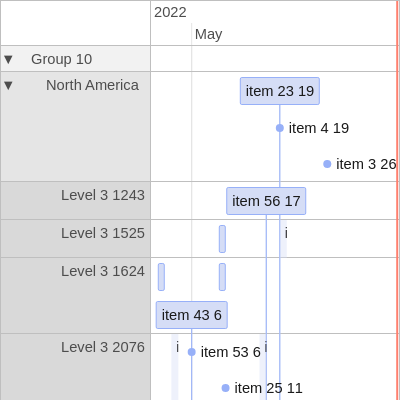 2022
May
▼ Group 10
▼ North America
item 23 19
item 4 19
item 3 26
Level 3 1243
item 56 17
Level 3 1525
i
Level 3 1624
item 43 6
Level 3 2076
i
item 53 6
i
item 25 11